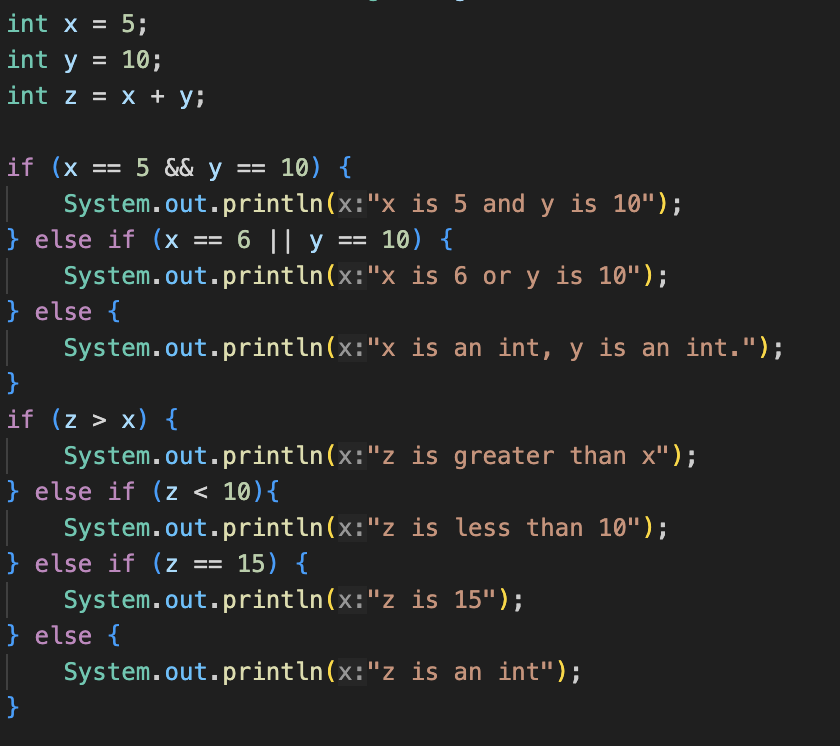 int x = 5;
int y = 10;
int z = x + y;

if (x == 5 && y == 10) {
    System.out.println(x:"x is 5 and y is 10");
} else if (x == 6 || y == 10) {
    System.out.println(x:"x is 6 or y is 10");
} else {
    System.out.println(x:"x is an int, y is an int.");
}
if (z > x) {
    System.out.println(x:"z is greater than x");
} else if (z < 10){
    System.out.println(x:"z is less than 10");
} else if (z == 15) {
    System.out.println(x:"z is 15");
} else {
    System.out.println(x:"z is an int");
}